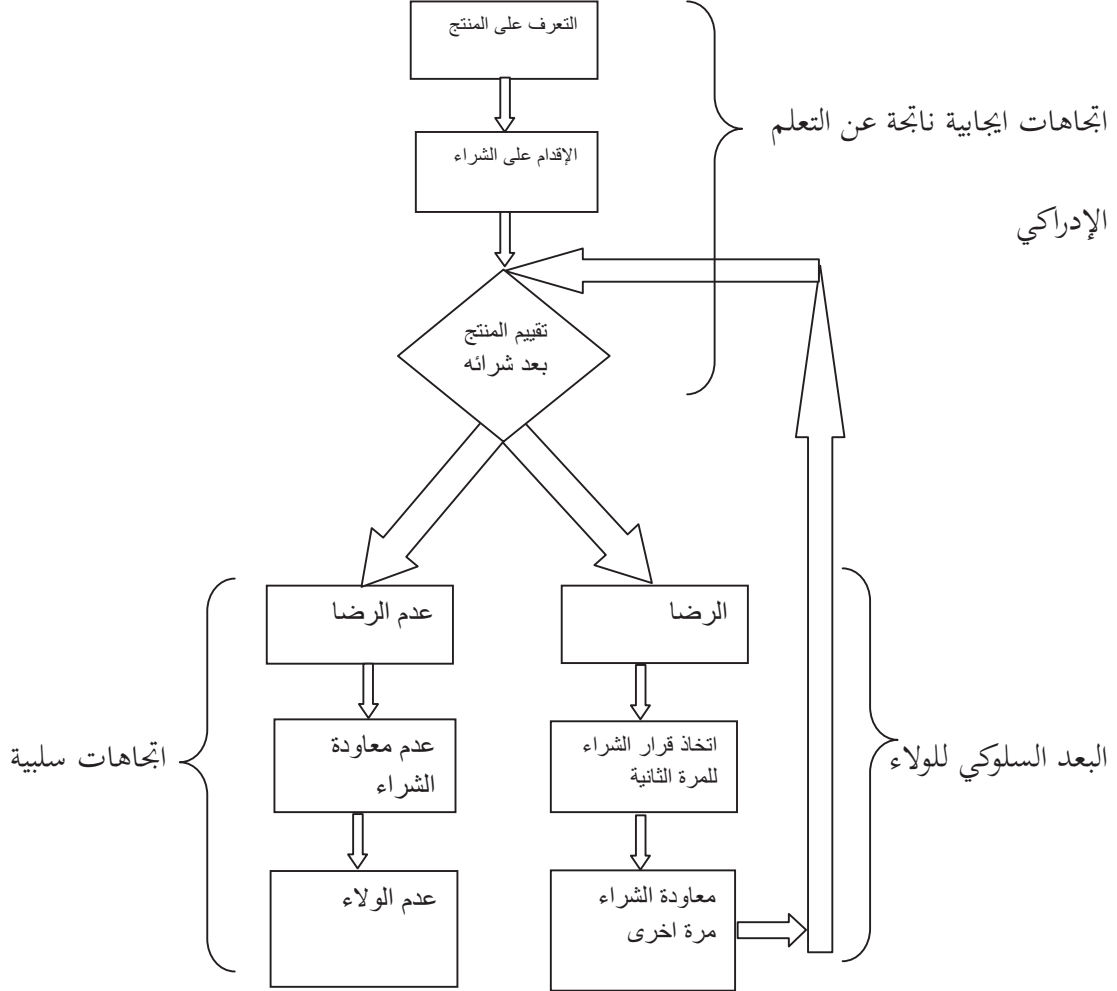 التعرف على المنتج
اتجاهات ايجابية ناتجة عن التعلم
الإقدام على الشراء
الإدراكي
تقييم المنتج
بعد شرائه
الرضا
عدم الرضا
اتخاذ قرار الشراء
للمرة الثانية
عدم معاودة
الشراء
البعد السلوكي للولاء
اتجاهات سلبية
معاودة الشراء
مرة اخرى
عدم الولاء